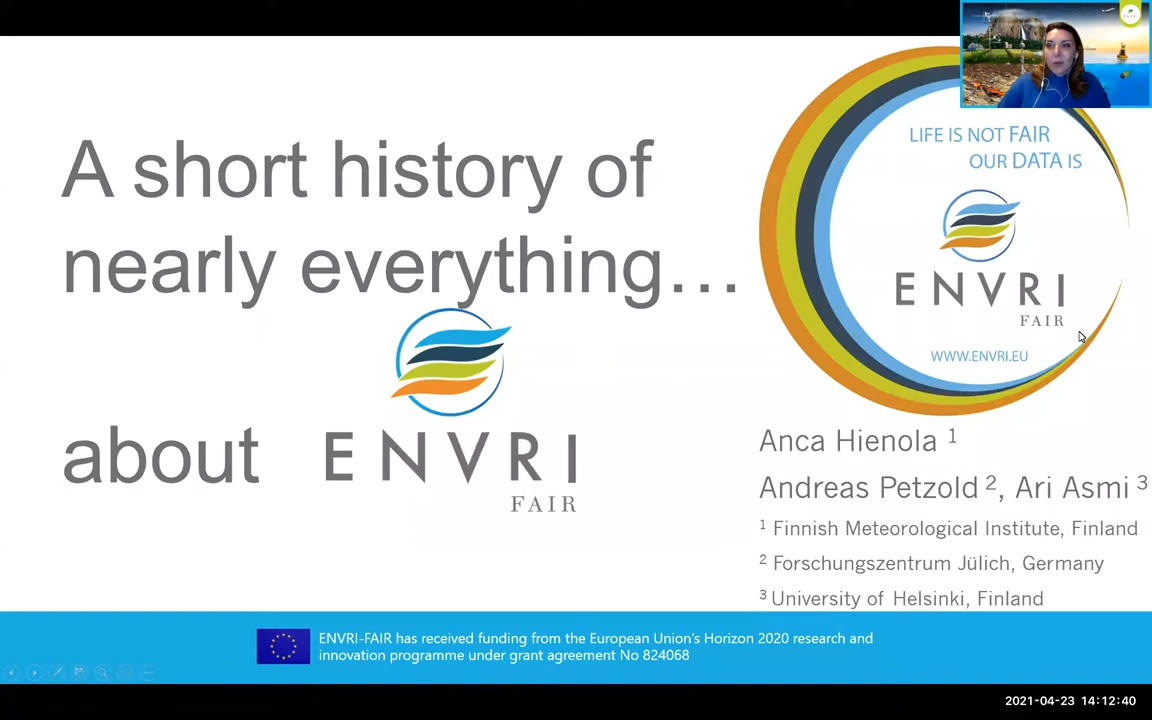 A short history of
nearly everything…
about ENVRI
FAIR
LIFE IS NOT FAIR
OUR DATA IS
ENVRI
FAIR
WWW.ENVRI.EU
Anca Hienola 1
Andreas Petzold 2, Ari Asmi 3
1 Finnish Meteorological Institute, Finland
2 Forschungszentrum Jülich, Germany
3 University of Helsinki, Finland
ENVRI-FAIR has received funding from the European Union's Horizon 2020 research and
innovation programme under grant agreement No 824068
2021-04-23 14:12:40